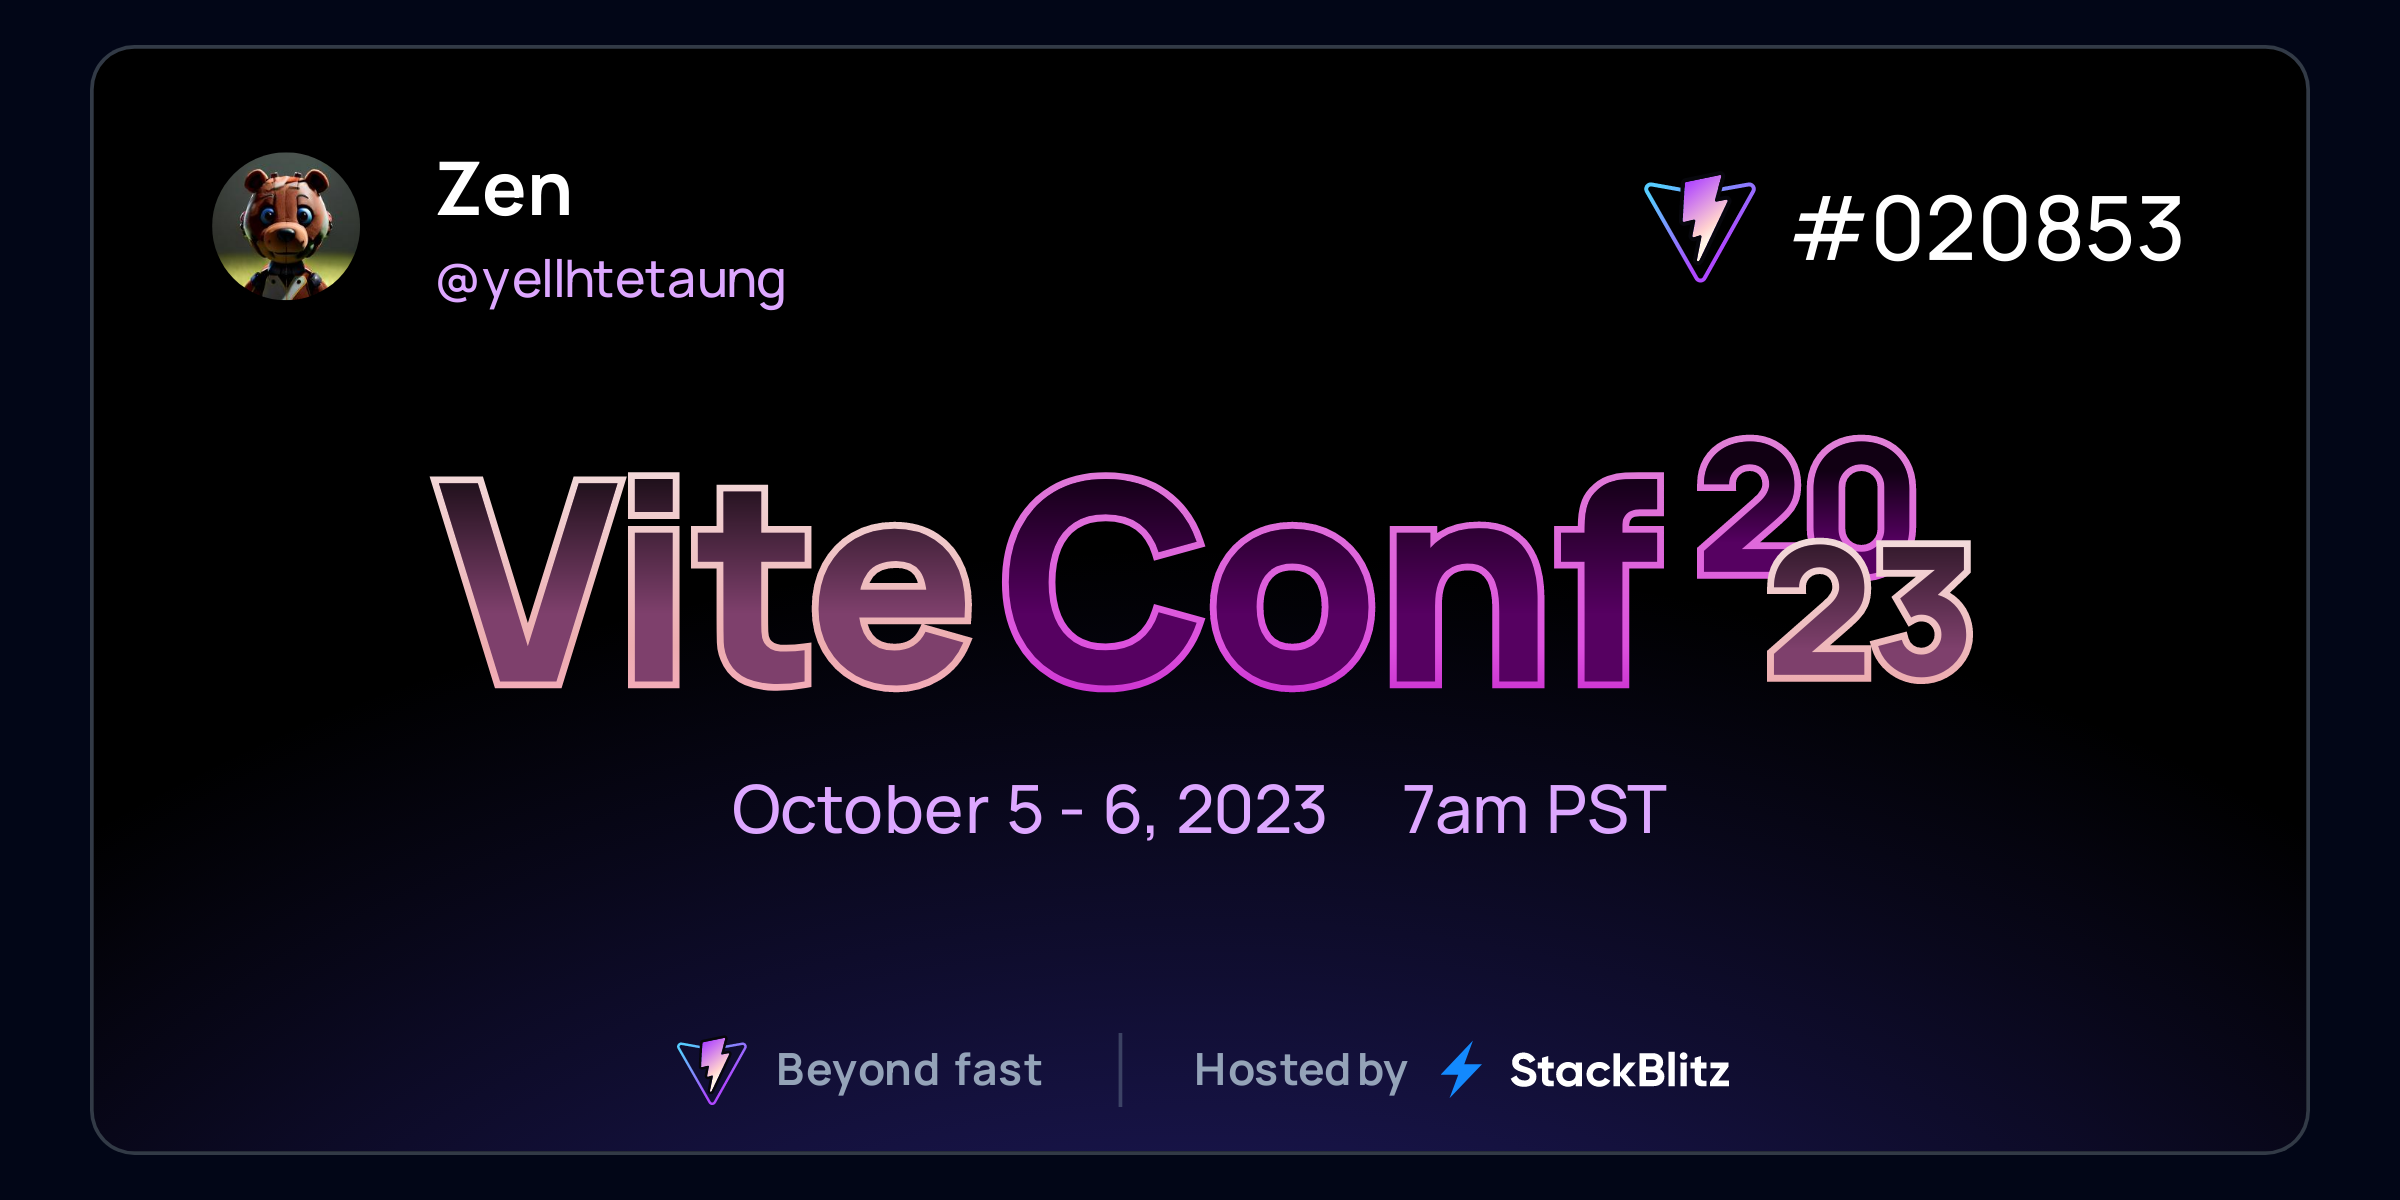 Zen
@yellhtetaung
#020853
ViteConf 2023
October 5 - 6, 2023 7am PST
Beyond fast
Hosted by StackBlitz